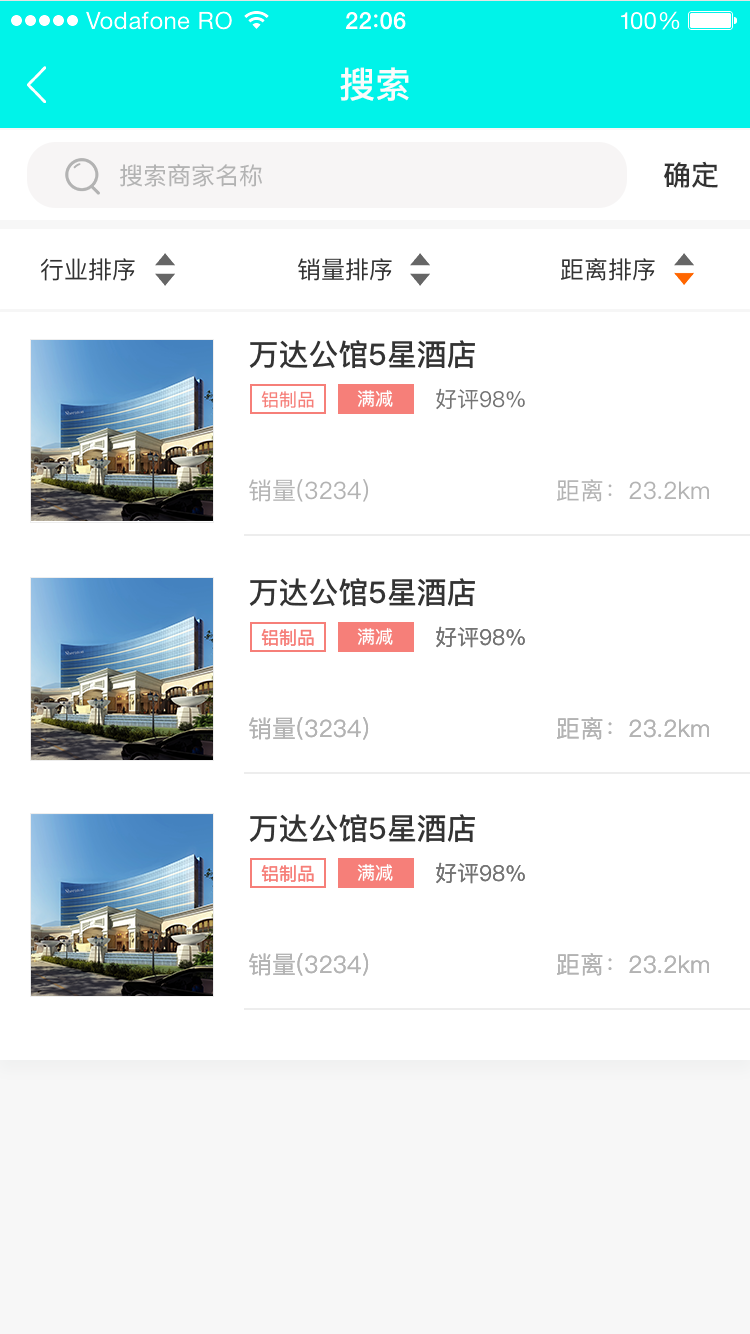 Vodafone RO 22:06 100%
搜索
搜索商家名称 确定
行业排序 销量排序 距离排序
万达公馆5星酒店
铝制品 满减 好评98%
销量(3234) 距离：23.2km
万达公馆5星酒店
铝制品 满减 好评98%
销量(3234) 距离：23.2km
万达公馆5星酒店
铝制品 满减 好评98%
销量(3234) 距离：23.2km